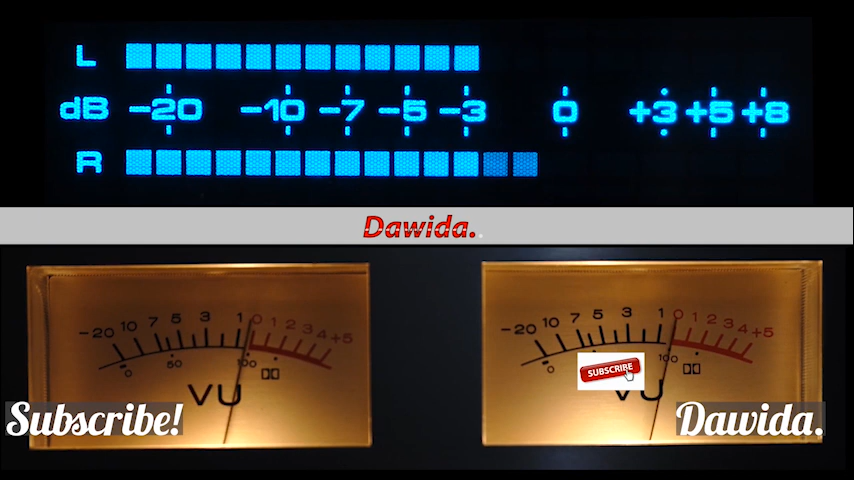 L
dB -20 -10 -7 -5 -3 0 +3 +5 +8
R
Dawida..
-20 10 7 5 3 1 0 1 2 3 4 +5
0 50 100
VU
-20 10 7 5 3 1 0 1 2 3 4 +5
0 100
SUBSCRIBE
VU
Subscribe!
Dawida.